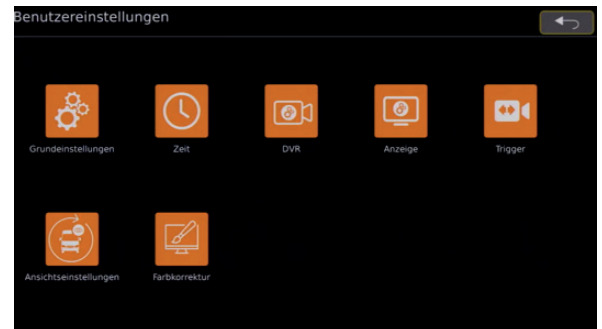 Benutzereinstellungen
Grundeinstellungen
Zeit
DVR
Anzeige
Trigger
Ansichtseinstellungen
Farbkorrektur